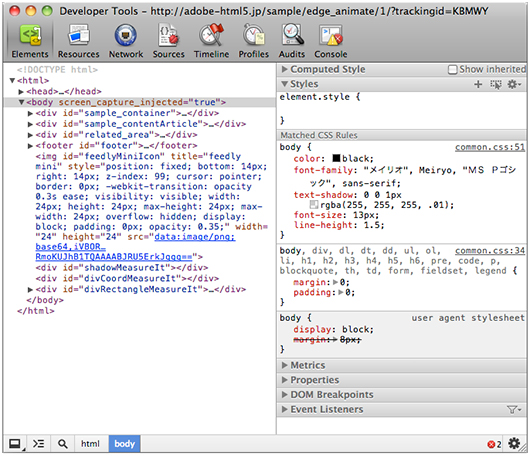 Developer Tools - http://adobe-html5.jp/sample/edge_animate/1/?trackingid=KBMWY
Elements Resources Network Sources Timeline Profiles Audits Console
<!DOCTYPE html>
▼<html>
▶<head>…</head>
▼<body screen_capture_injected="true">
▶<div id="sample_container">…</div>
▶<div id="sample_contentArticle">…</div>
▶<div id="related_area">…</div>
▶<footer id="footer">…</footer>
<img id="feedlyMiniIcon" title="feedly
mini" style="position: fixed; bottom: 14px;
right: 14px; z-index: 99; cursor: pointer;
border: 0px; -webkit-transition: opacity
0.3s ease; visibility: visible; width:
24px; height: 24px; max-height: 24px; max-
width: 24px; overflow: hidden; display:
block; padding: 0px; opacity: 0.35;" width=
"24" height="24" src="data:image/png;
base64,iVBOR…
RmoKUJhB1TQAAAABJRU5ErkJggg==">
<div id="shadowMeasureIt"></div>
<div id="divCoordMeasureIt"></div>
▶<div id="divRectangleMeasureIt">…</div>
</body>
</html>
▶ Computed Style Show inherited
▼ Styles
element.style {
}
Matched CSS Rules
body { common.css:51
color: black;
font-family: "メイリオ", Meiryo, "ＭＳ Ｐゴシ
ック", sans-serif;
text-shadow: 0 0 1px
rgba(255, 255, 255, .01);
font-size: 13px;
line-height: 1.5;
}
body, div, dl, dt, dd, ul, ol, common.css:34
li, h1, h2, h3, h4, h5, h6, pre, code, p,
blockquote, th, td, form, fieldset, legend {
margin:▶0;
padding:▶0;
}
body { user agent stylesheet
display: block;
margin:▶8px;
}
▶ Metrics
▶ Properties
▶ DOM Breakpoints
▶ Event Listeners
html body 2